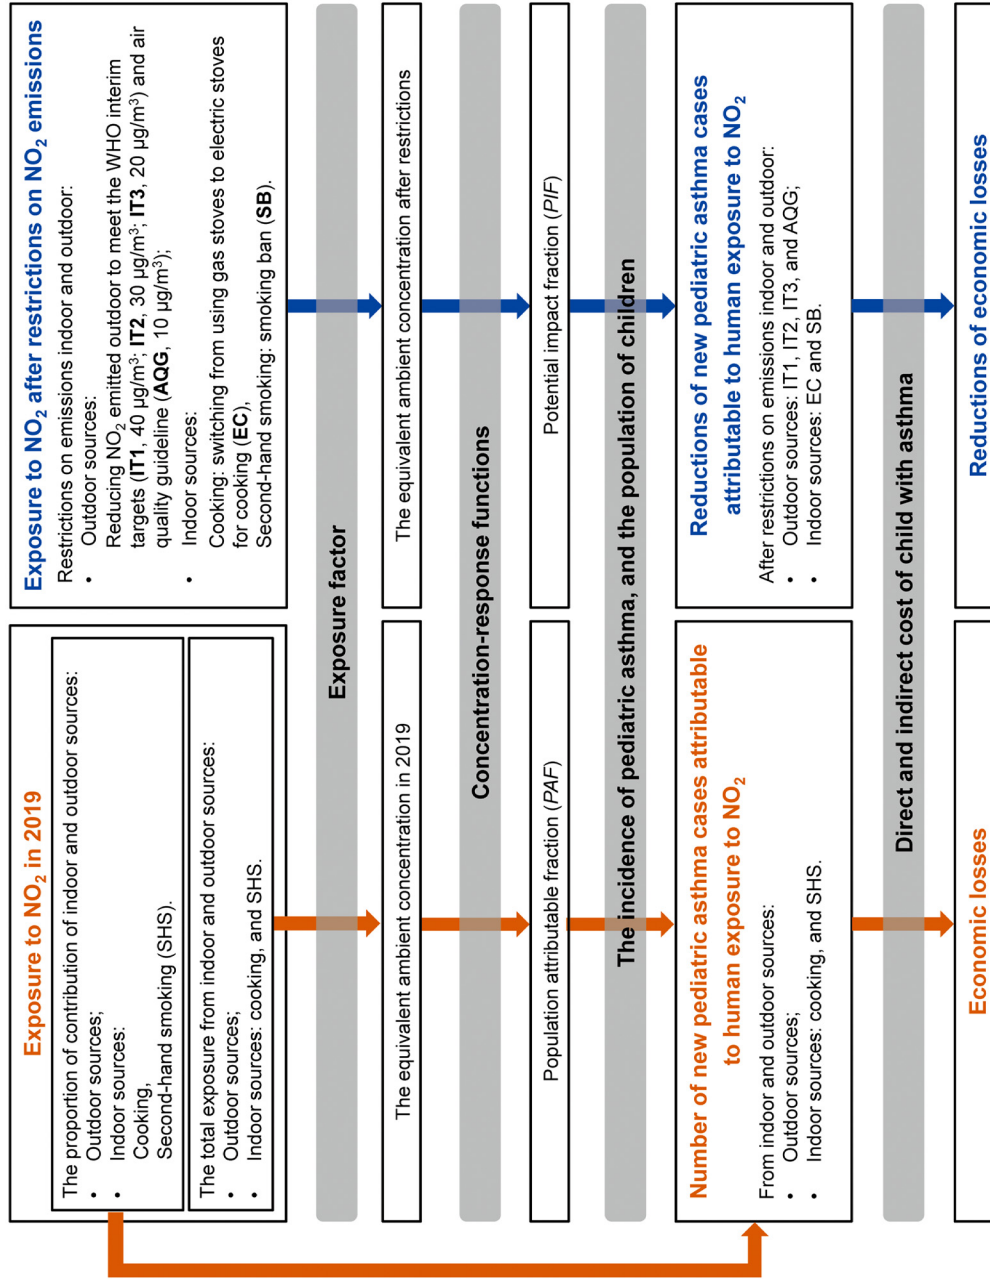 Exposure to NO₂ in 2019
The proportion of contribution of indoor and outdoor sources:
• Outdoor sources;
• Indoor sources:
Cooking,
Second-hand smoking (SHS).
The total exposure from indoor and outdoor sources:
• Outdoor sources;
• Indoor sources: cooking, and SHS.
Exposure to NO₂ after restrictions on NO₂ emissions
Restrictions on emissions indoor and outdoor:
• Outdoor sources:
Reducing NO₂ emitted outdoor to meet the WHO interim
targets (IT1, 40 µg/m³; IT2, 30 µg/m³; IT3, 20 µg/m³) and air
quality guideline (AQG, 10 µg/m³);
• Indoor sources:
Cooking: switching from using gas stoves to electric stoves
for cooking (EC),
Second-hand smoking: smoking ban (SB).
Exposure factor
The equivalent ambient concentration in 2019
The equivalent ambient concentration after restrictions
Concentration-response functions
Population attributable fraction (PAF)
Potential impact fraction (PIF)
The incidence of pediatric asthma, and the population of children
Number of new pediatric asthma cases attributable
to human exposure to NO₂
From indoor and outdoor sources:
• Outdoor sources;
• Indoor sources: cooking, and SHS.
Reductions of new pediatric asthma cases
attributable to human exposure to NO₂
After restrictions on emissions indoor and outdoor:
• Outdoor sources: IT1, IT2, IT3, and AQG;
• Indoor sources: EC and SB.
Direct and indirect cost of child with asthma
Economic losses
Reductions of economic losses